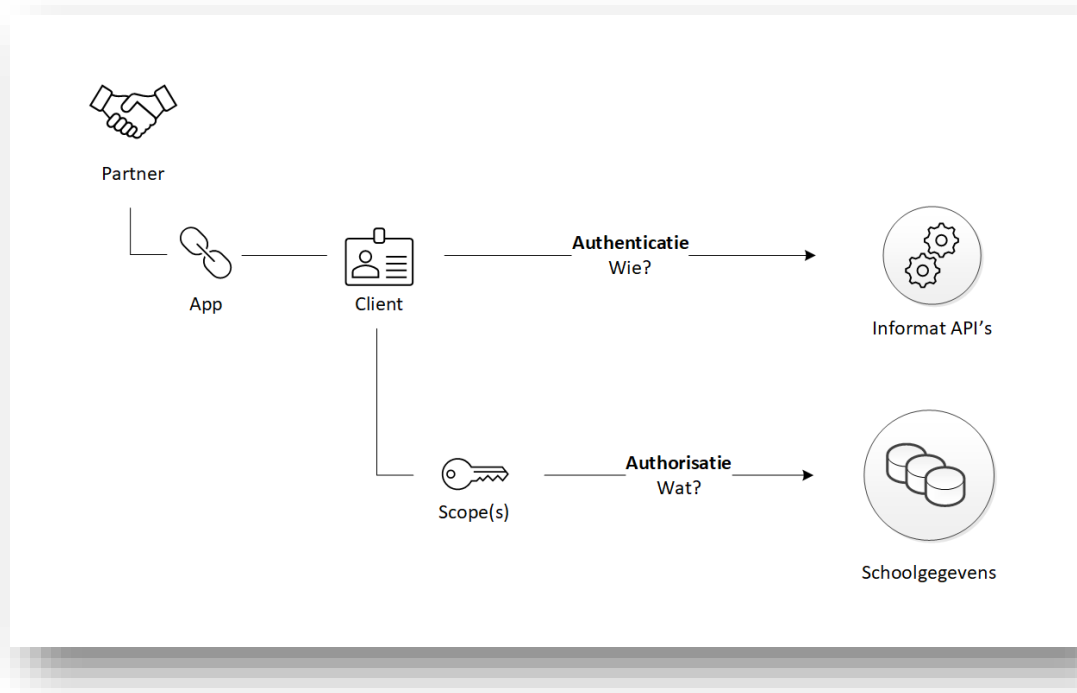 Partner
Authenticatie
Wie?
App
Client
Informat API's
Authorisatie
Wat?
Scope(s)
Schoolgegevens